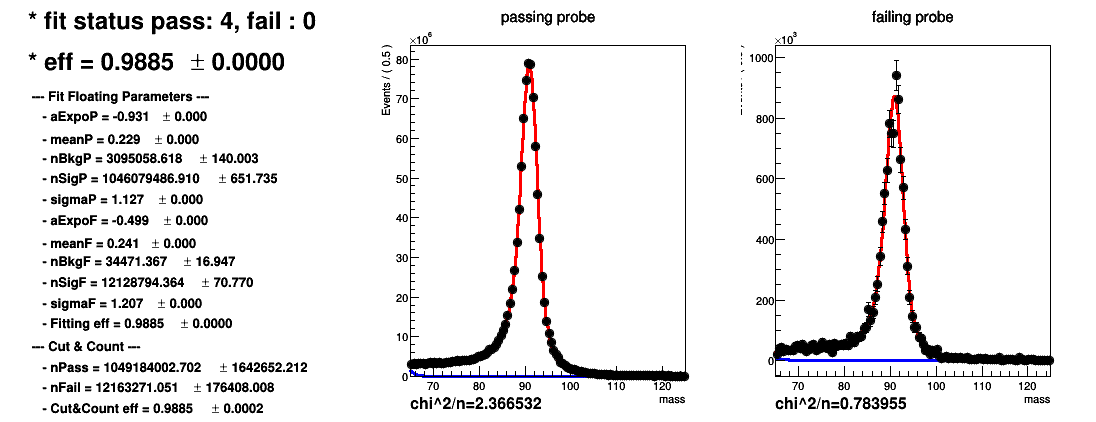 * fit status pass: 4, fail : 0
* eff = 0.9885 ± 0.0000
--- Fit Floating Parameters ---
- aExpoP = -0.931 ± 0.000
- meanP = 0.229 ± 0.000
- nBkgP = 3095058.618 ± 140.003
- nSigP = 1046079486.910 ± 651.735
- sigmaP = 1.127 ± 0.000
- aExpoF = -0.499 ± 0.000
- meanF = 0.241 ± 0.000
- nBkgF = 34471.367 ± 16.947
- nSigF = 12128794.364 ± 70.770
- sigmaF = 1.207 ± 0.000
- Fitting eff = 0.9885 ± 0.0000
--- Cut & Count ---
- nPass = 1049184002.702 ± 1642652.212
- nFail = 12163271.051 ± 176408.008
- Cut&Count eff = 0.9885 ± 0.0002
passing probe
×10^6
Events / ( 0.5 )
80
70
60
50
40
30
20
10
0
70 80 90 100 110 120
mass
chi^2/n=2.366532
failing probe
×10^3
1000
800
600
400
200
0
70 80 90 100 110 120
mass
chi^2/n=0.783955